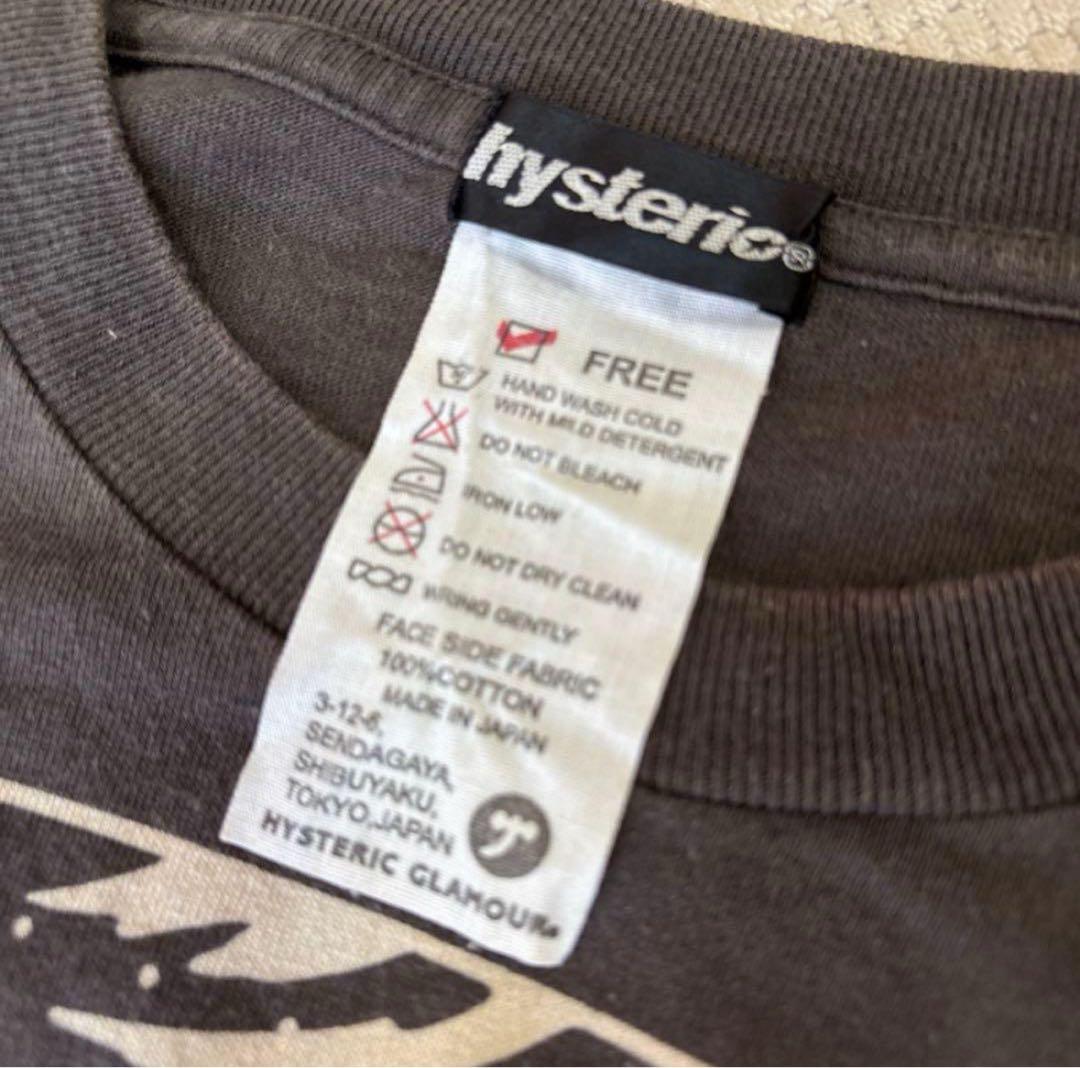 hysteric®
FREE
HAND WASH COLD
WITH MILD DETERGENT
DO NOT BLEACH
IRON LOW
DO NOT DRY CLEAN
WRING GENTLY
FACE SIDE FABRIC
100%COTTON
MADE IN JAPAN
3-12-6,
SENDAGAYA,
SHIBUYAKU,
TOKYO,JAPAN
HYSTERIC GLAMOUR®